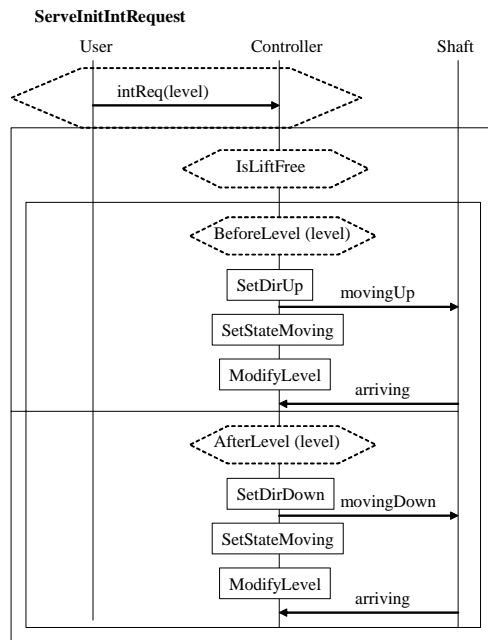 ServeInitIntRequest
User Controller Shaft
intReq(level)
IsLiftFree
BeforeLevel (level)
SetDirUp
movingUp
SetStateMoving
ModifyLevel
arriving
AfterLevel (level)
SetDirDown
movingDown
SetStateMoving
ModifyLevel
arriving